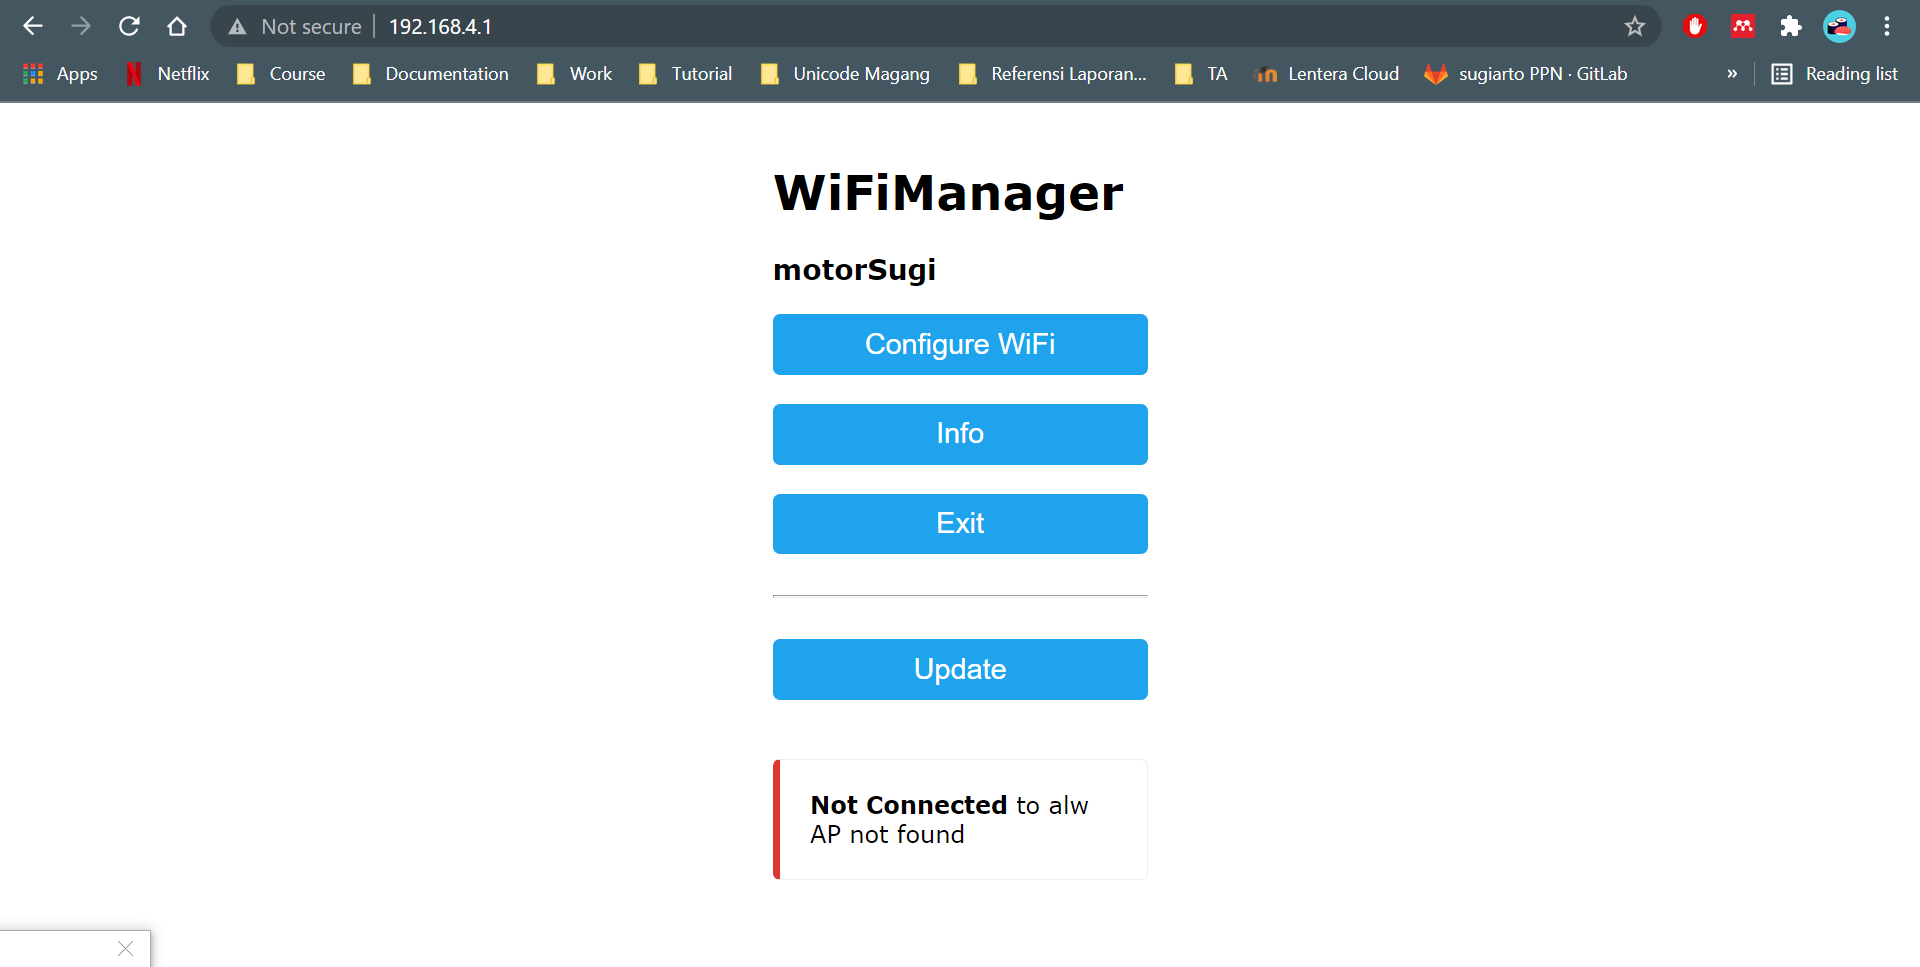 Not secure 192.168.4.1
Apps Netflix Course Documentation Work Tutorial Unicode Magang Referensi Laporan... TA Lentera Cloud sugiarto PPN · GitLab » Reading list
WiFiManager
motorSugi
Configure WiFi
Info
Exit
Update
Not Connected to alw
AP not found